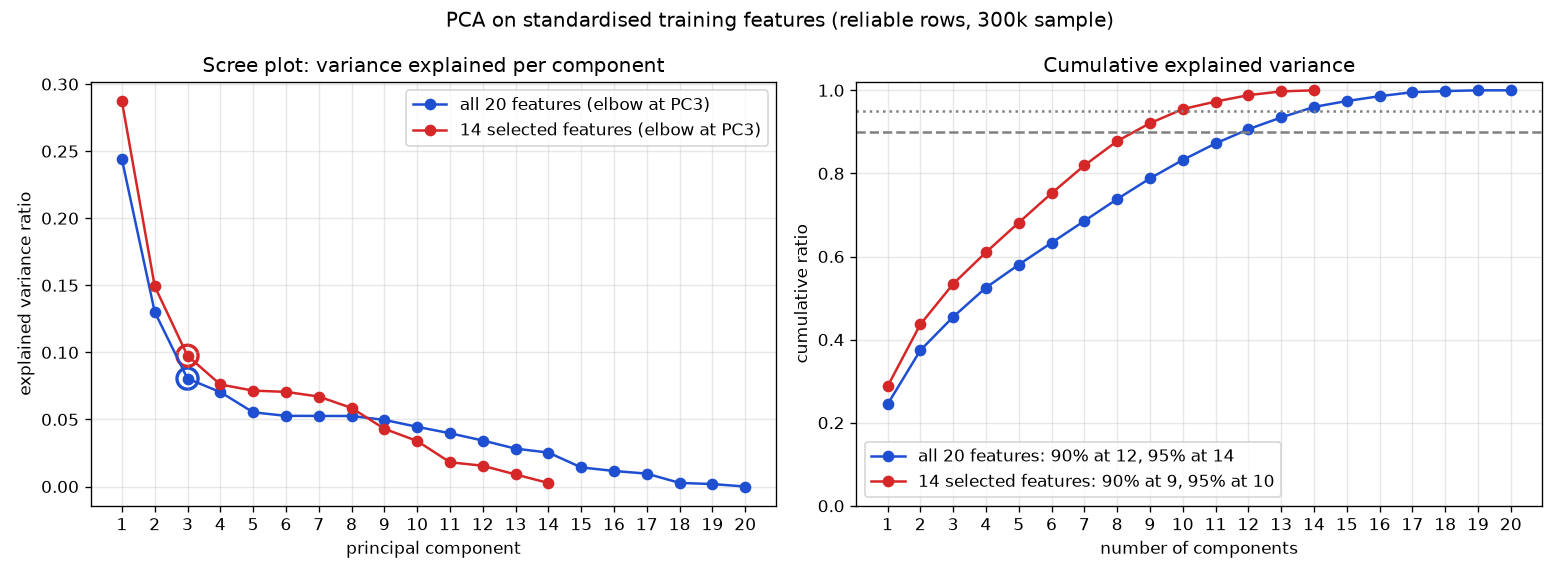 PCA on standardised training features (reliable rows, 300k sample)
Scree plot: variance explained per component
0.30
0.25
0.20
0.15
0.10
0.05
0.00
explained variance ratio
all 20 features (elbow at PC3)
14 selected features (elbow at PC3)
1 2 3 4 5 6 7 8 9 10 11 12 13 14 15 16 17 18 19 20
principal component
Cumulative explained variance
1.0
0.8
0.6
0.4
0.2
0.0
cumulative ratio
all 20 features: 90% at 12, 95% at 14
14 selected features: 90% at 9, 95% at 10
1 2 3 4 5 6 7 8 9 10 11 12 13 14 15 16 17 18 19 20
number of components